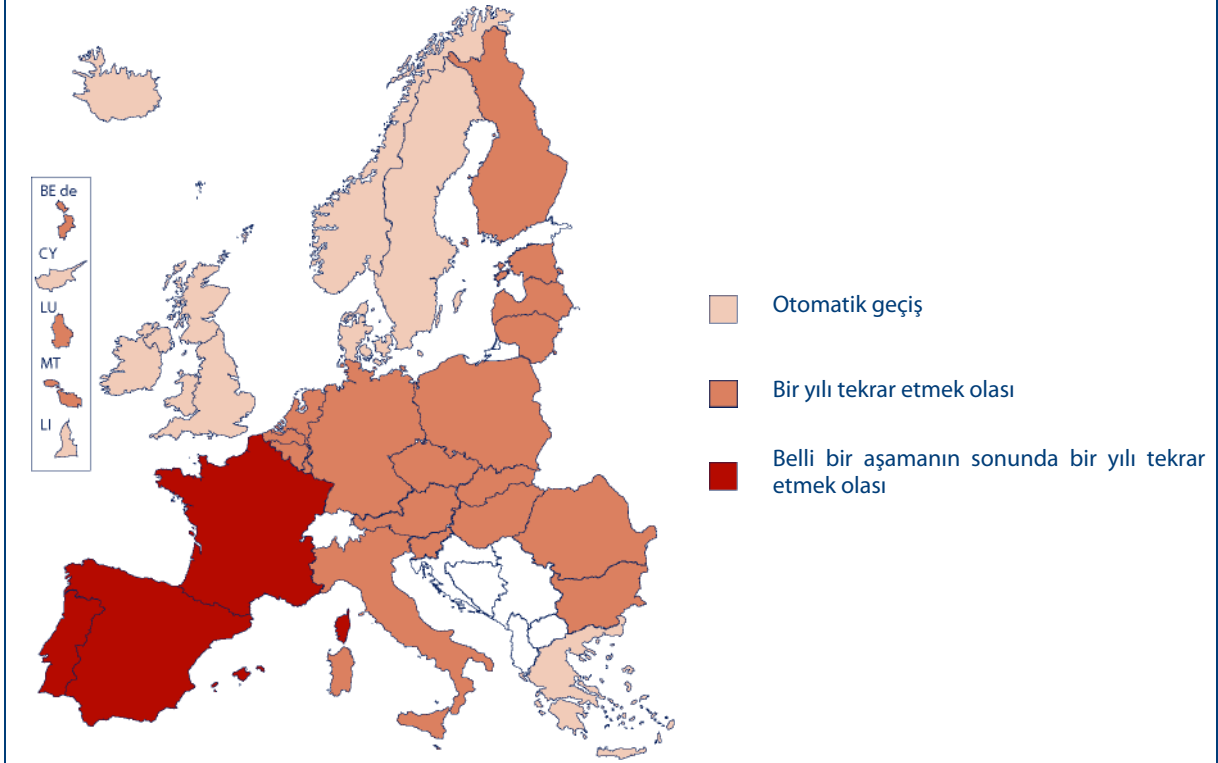 BE de
CY
LU
MT
LI
Otomatik geçiş
Bir yılı tekrar etmek olası
Belli bir aşamanın sonunda bir yılı tekrar
etmek olası